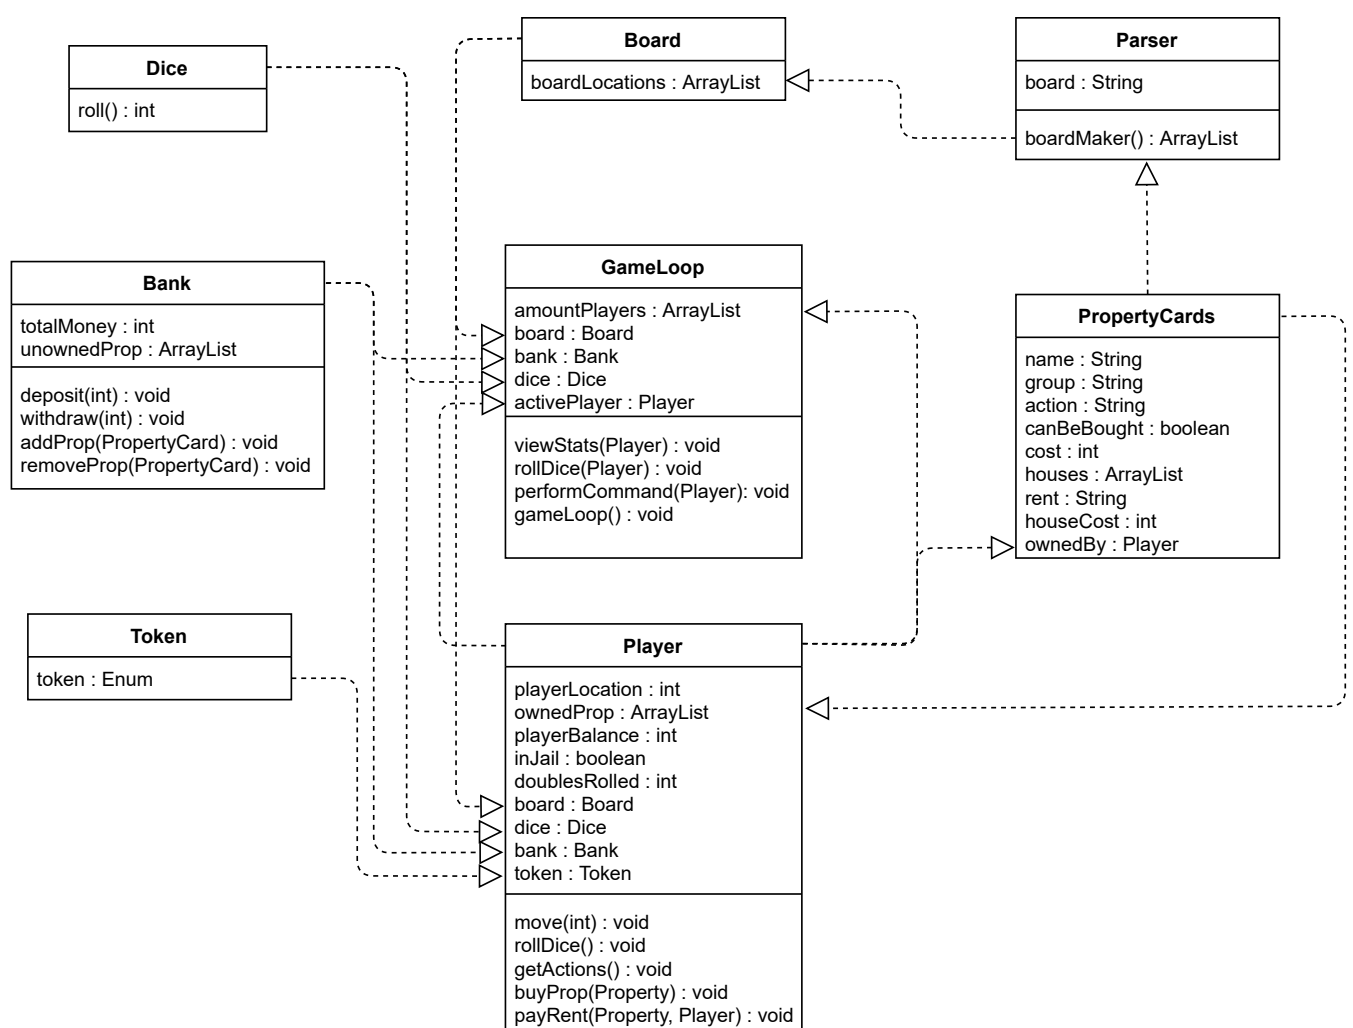 Dice
roll() : int
Board
boardLocations : ArrayList
Parser
board : String
boardMaker() : ArrayList
Bank
totalMoney : int
unownedProp : ArrayList
deposit(int) : void
withdraw(int) : void
addProp(PropertyCard) : void
removeProp(PropertyCard) : void
GameLoop
amountPlayers : ArrayList
board : Board
bank : Bank
dice : Dice
activePlayer : Player
viewStats(Player) : void
rollDice(Player) : void
performCommand(Player): void
gameLoop() : void
PropertyCards
name : String
group : String
action : String
canBeBought : boolean
cost : int
houses : ArrayList
rent : String
houseCost : int
ownedBy : Player
Token
token : Enum
Player
playerLocation : int
ownedProp : ArrayList
playerBalance : int
inJail : boolean
doublesRolled : int
board : Board
dice : Dice
bank : Bank
token : Token
move(int) : void
rollDice() : void
getActions() : void
buyProp(Property) : void
payRent(Property, Player) : void